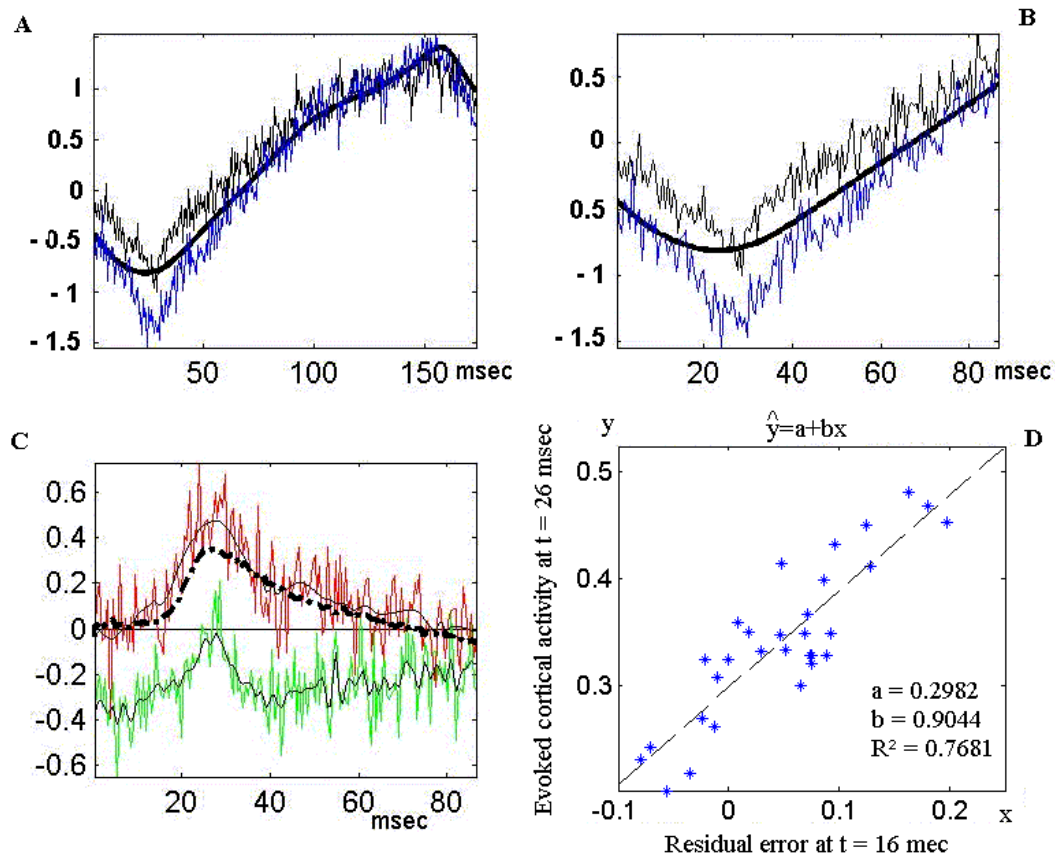 A
1
0.5
0
- 0.5
- 1
- 1.5
50
100
150
msec
B
0.5
0
0.5
- 1
- 1.5
20
40
60
80
msec
C
0.6
0.4
0.2
0
-0.2
-0.4
-0.6
20
40
60
80
msec
D
y
ŷ=a+bx
Evoked cortical activity at t = 26 msec
0.5
0.4
0.3
a = 0.2982
b = 0.9044
R² = 0.7681
-0.1
0
0.1
0.2
x
Residual error at t = 16 mec